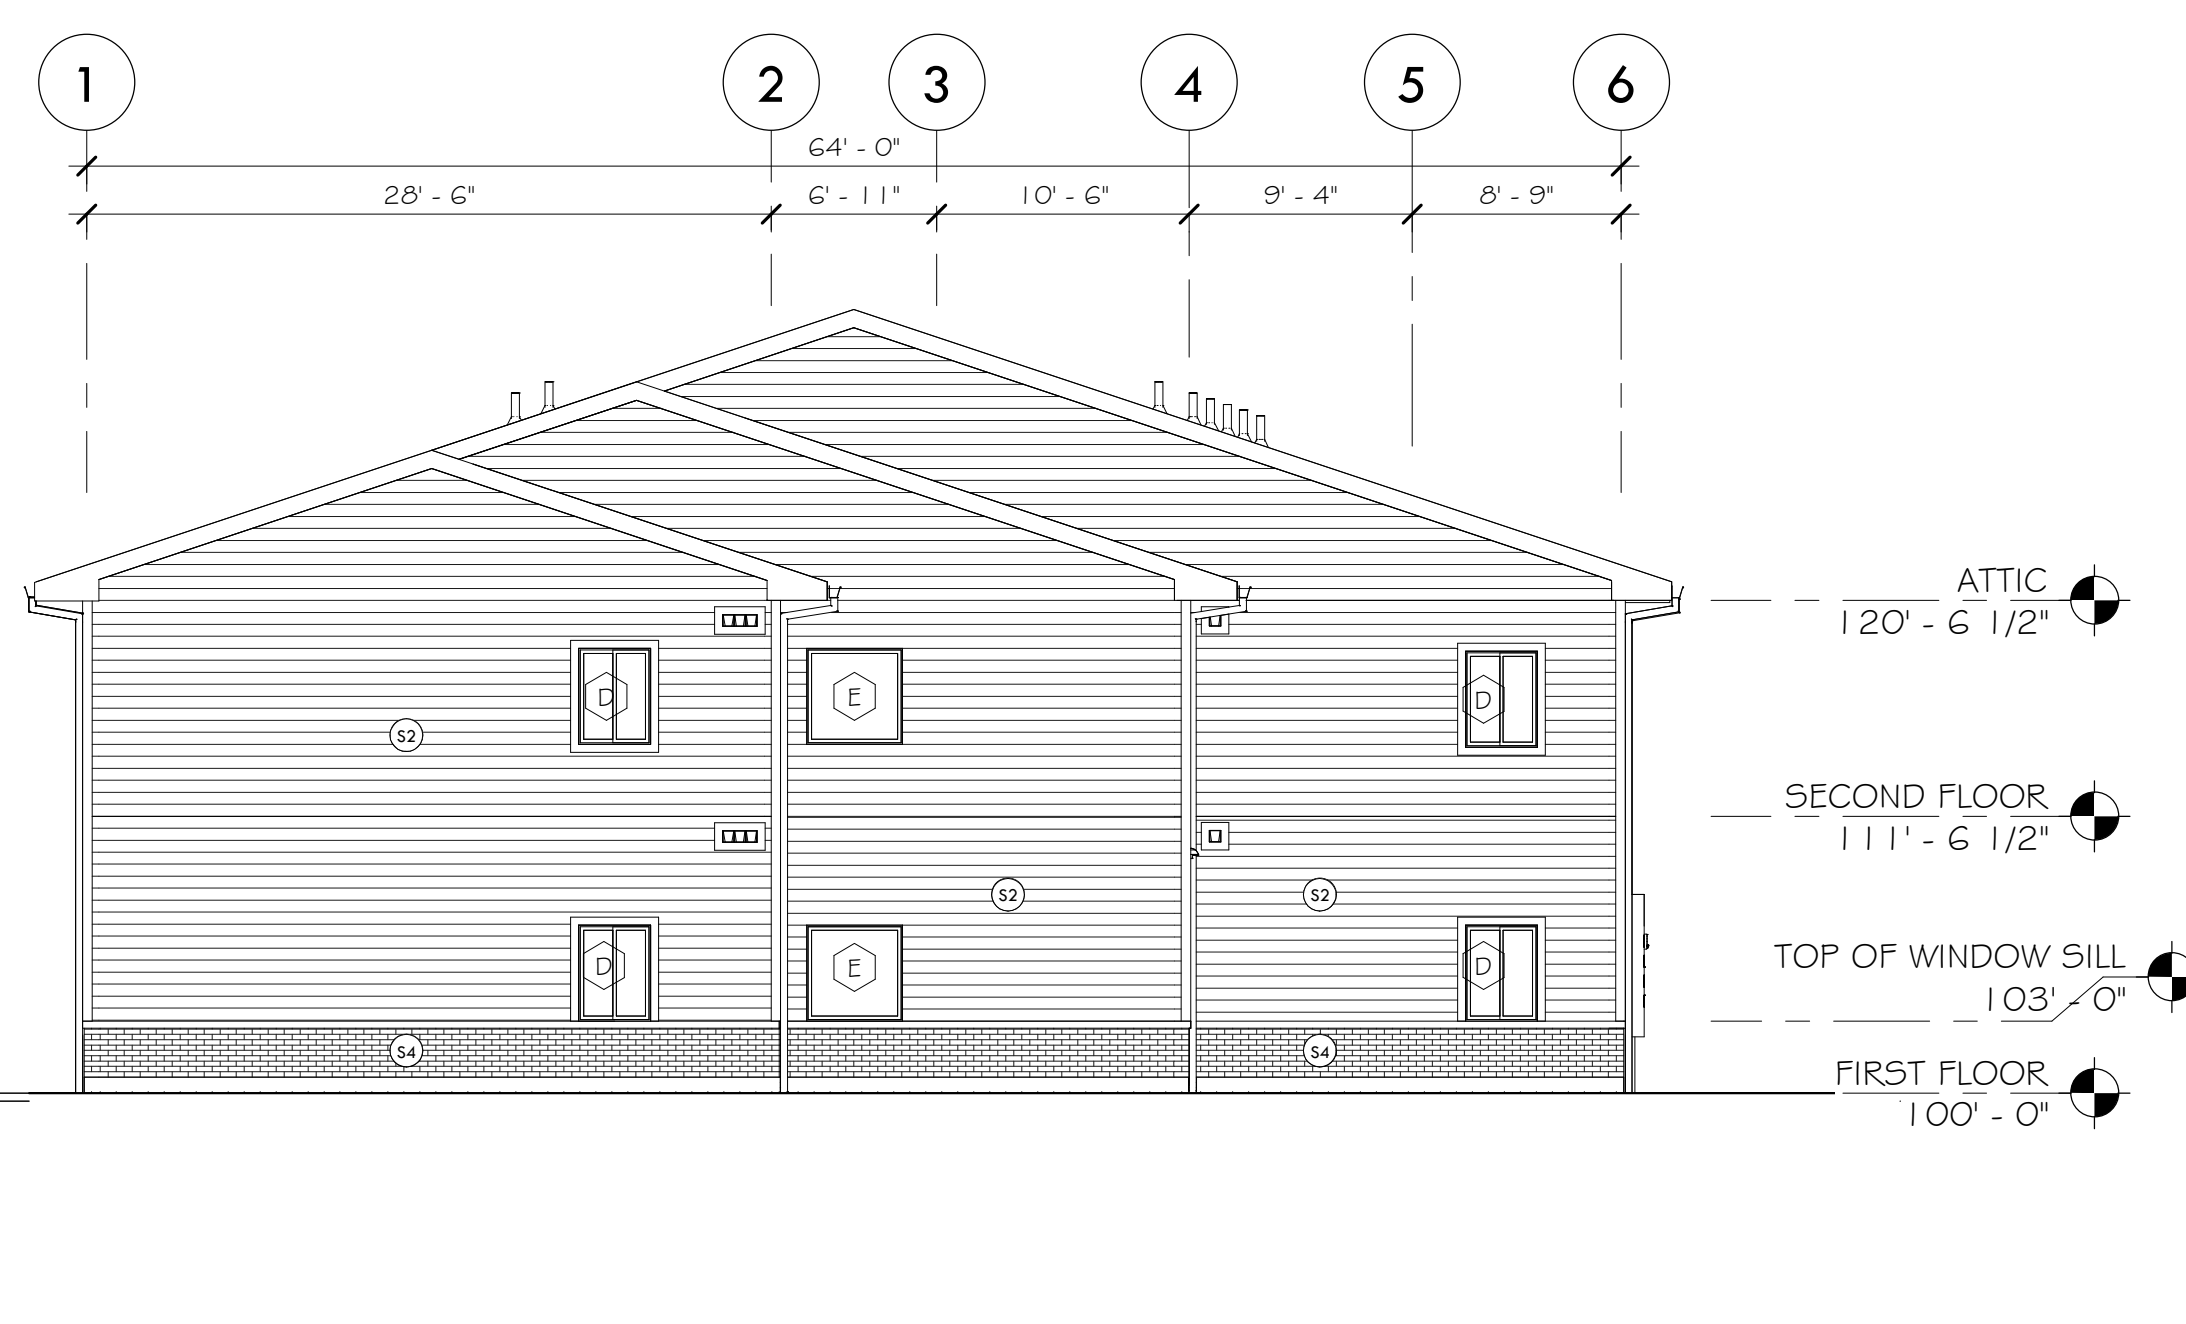 1 2 3 4 5 6
64' - 0"
28' - 6" 6' - 11" 10' - 6" 9' - 4" 8' - 9"
ATTIC
120' - 6 1/2"
D E D
S2
SECOND FLOOR
111' - 6 1/2"
S2 S2
TOP OF WINDOW SILL
103' - 0"
D E D
S4 S4
FIRST FLOOR
100' - 0"